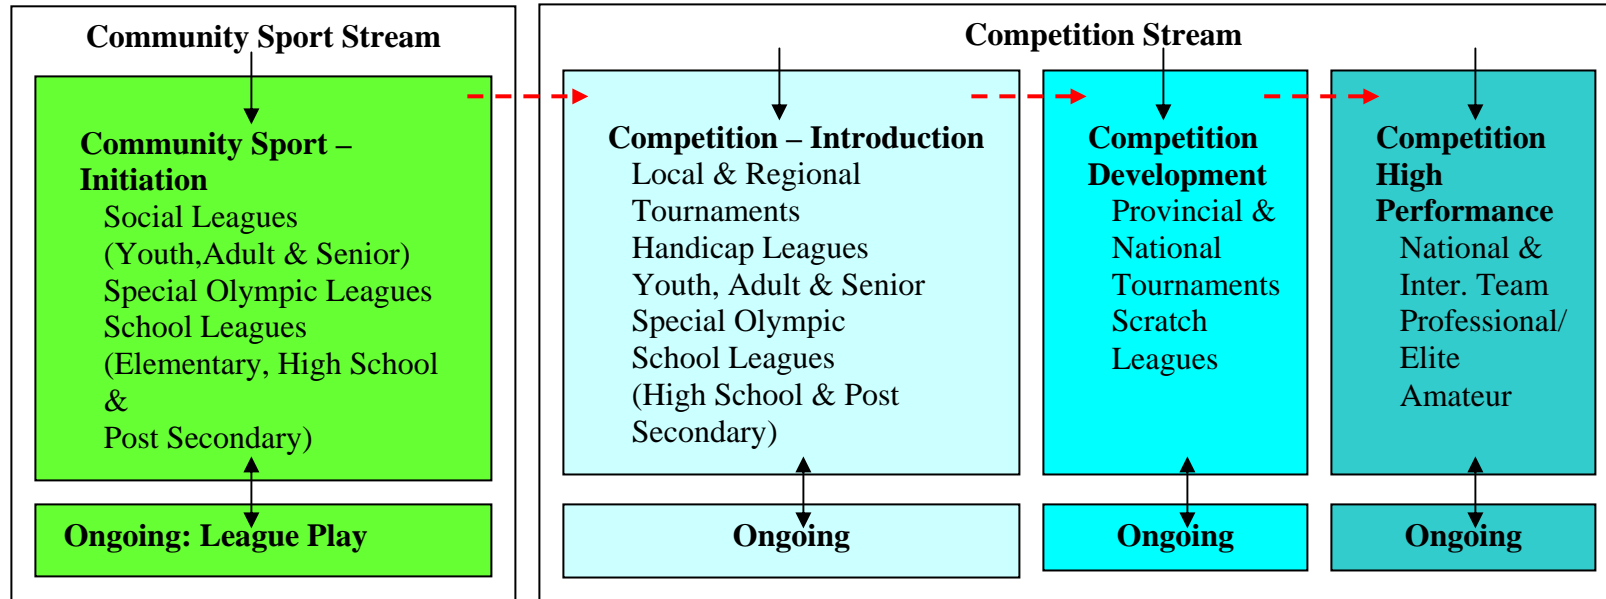 Community Sport Stream
Community Sport –
Initiation
Social Leagues
(Youth,Adult & Senior)
Special Olympic Leagues
School Leagues
(Elementary, High School
&
Post Secondary)
Ongoing: League Play
Competition Stream
Competition – Introduction
Local & Regional
Tournaments
Handicap Leagues
Youth, Adult & Senior
Special Olympic
School Leagues
(High School & Post
Secondary)
Ongoing
Competition
Development
Provincial &
National
Tournaments
Scratch
Leagues
Ongoing
Competition
High
Performance
National &
Inter. Team
Professional/
Elite
Amateur
Ongoing